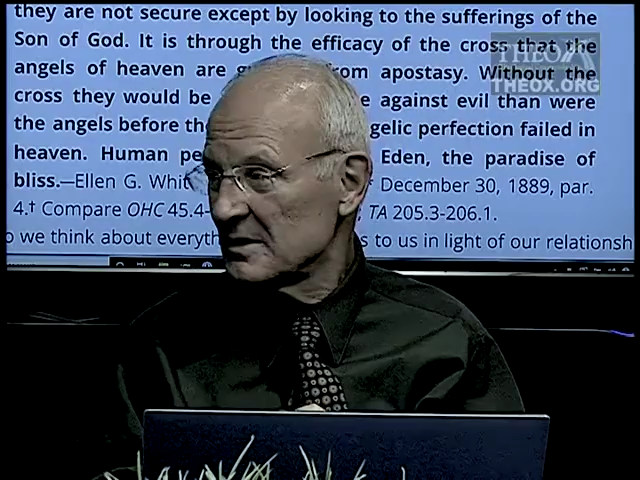 they are not secure except by looking to the sufferings of the
Son of God. It is through the efficacy of the cross that the
angels of heaven are from apostasy. Without the
cross they would be against evil than were
the angels before th gelic perfection failed in
heaven. Human pe Eden, the paradise of
bliss.—Ellen G. Whit December 30, 1889, par.
4.† Compare OHC 45.4- ; TA 205.3-206.1.
o we think about everyth s to us in light of our relationsh
THEOX
THEOX.ORG